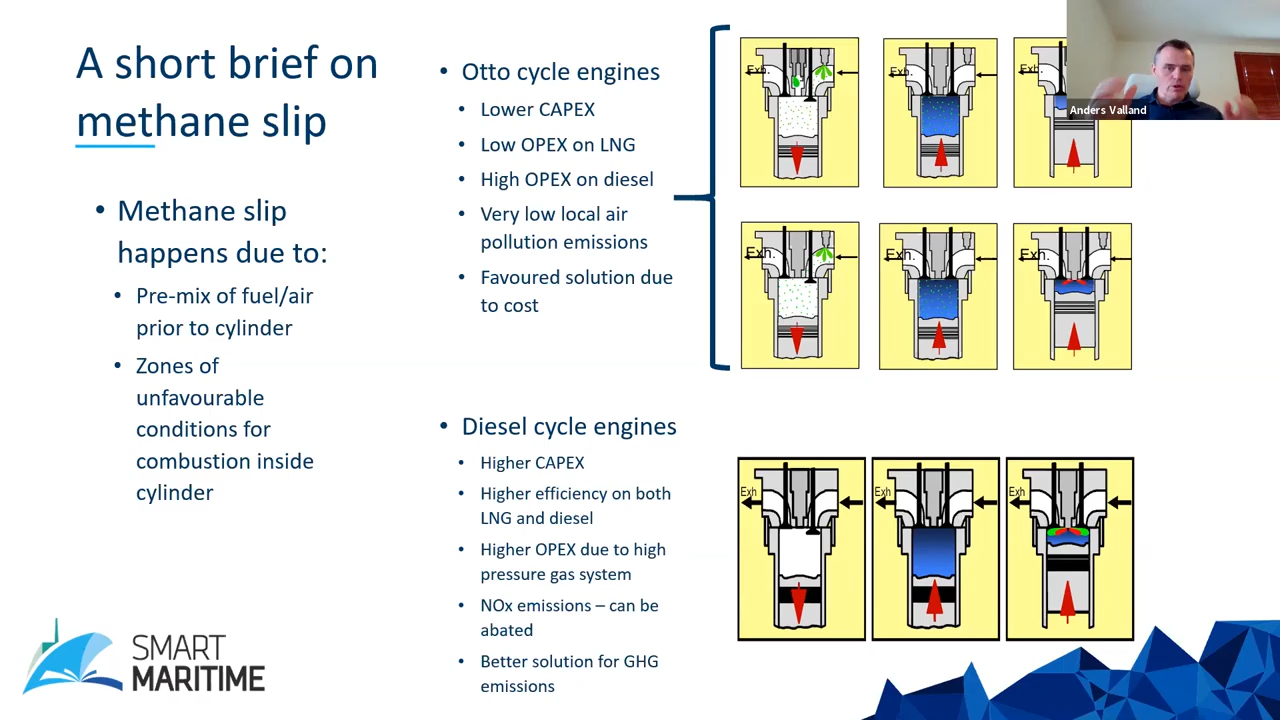 A short brief on
methane slip
• Methane slip
happens due to:
• Pre-mix of fuel/air
prior to cylinder
• Zones of
unfavourable
conditions for
combustion inside
cylinder
• Otto cycle engines
• Lower CAPEX
• Low OPEX on LNG
• High OPEX on diesel
• Very low local air
pollution emissions
• Favoured solution due
to cost
• Diesel cycle engines
• Higher CAPEX
• Higher efficiency on both
LNG and diesel
• Higher OPEX due to high
pressure gas system
• NOx emissions – can be
abated
• Better solution for GHG
emissions
Exh.
Exh.
Exh.
Exh.
Exh.
Exh.
Exh
Exh
Exh
Anders Valland
SMART
MARITIME